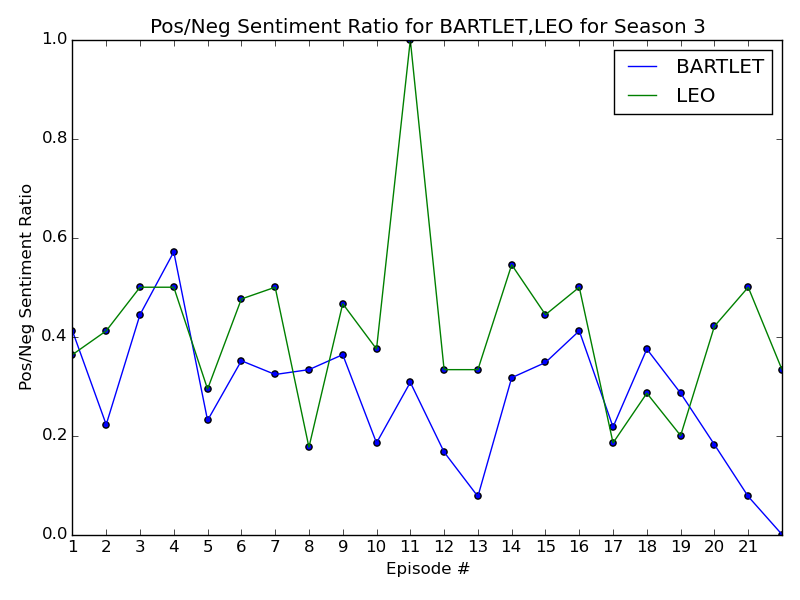 Pos/Neg Sentiment Ratio for BARTLET,LEO for Season 3
BARTLET
LEO
Pos/Neg Sentiment Ratio
1.0
0.8
0.6
0.4
0.2
0.0
1 2 3 4 5 6 7 8 9 10 11 12 13 14 15 16 17 18 19 20 21
Episode #